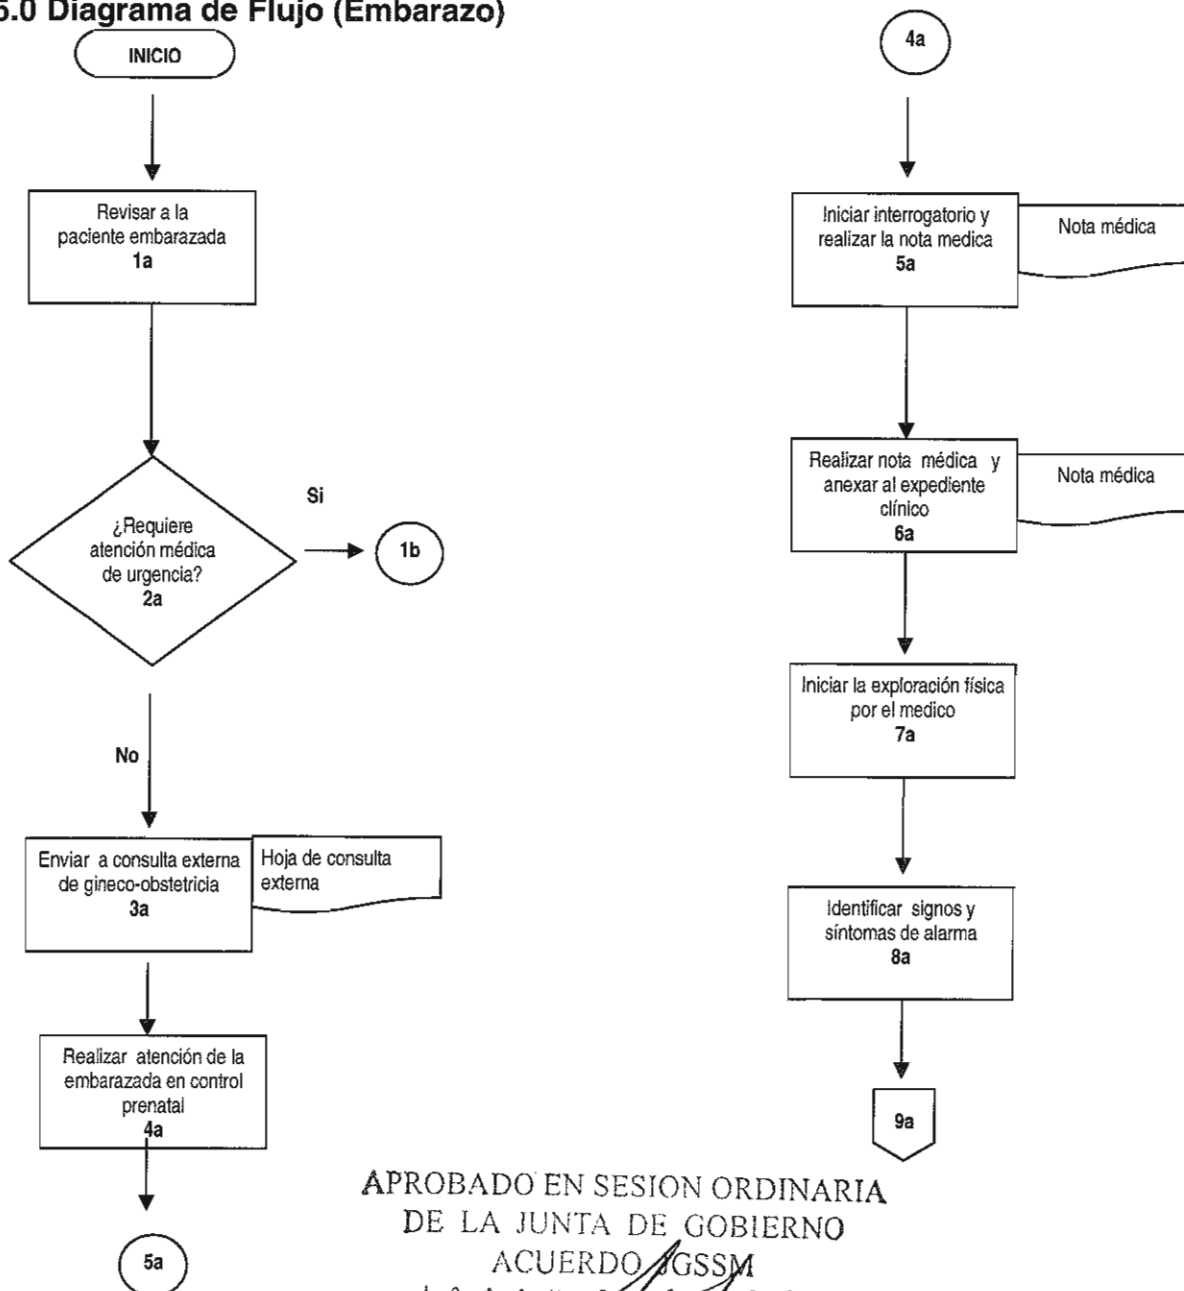 5.0 Diagrama de Flujo (Embarazo)
INICIO
Revisar a la
paciente embarazada
1a
¿Requiere
atención médica
de urgencia?
2a
Si
1b
No
Enviar a consulta externa
de gineco-obstetricia
3a
Hoja de consulta
externa
Realizar atención de la
embarazada en control
prenatal
4a
5a
4a
Iniciar interrogatorio y
realizar la nota medica
5a
Nota médica
Realizar nota médica y
anexar al expediente
clínico
6a
Nota médica
Iniciar la exploración física
por el medico
7a
Identificar signos y
síntomas de alarma
8a
9a
APROBADO EN SESION ORDINARIA
DE LA JUNTA DE GOBIERNO
ACUERDO JGSSM